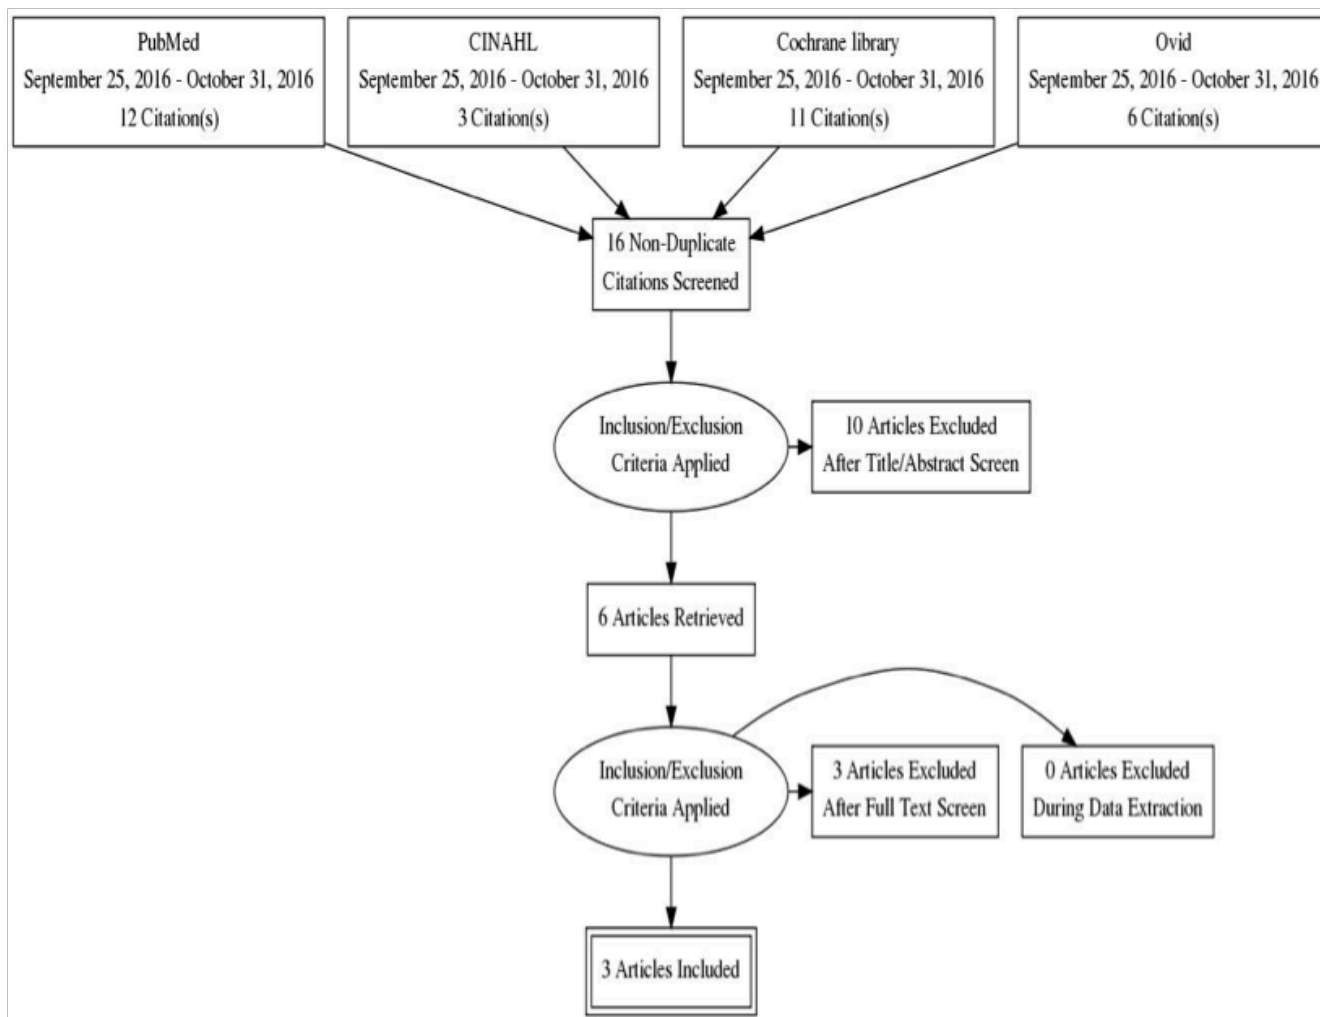 PubMed
September 25, 2016 - October 31, 2016
12 Citation(s)
CINAHL
September 25, 2016 - October 31, 2016
3 Citation(s)
Cochrane library
September 25, 2016 - October 31, 2016
11 Citation(s)
Ovid
September 25, 2016 - October 31, 2016
6 Citation(s)
16 Non-Duplicate
Citations Screened
Inclusion/Exclusion
Criteria Applied
10 Articles Excluded
After Title/Abstract Screen
6 Articles Retrieved
Inclusion/Exclusion
Criteria Applied
3 Articles Excluded
After Full Text Screen
0 Articles Excluded
During Data Extraction
3 Articles Included